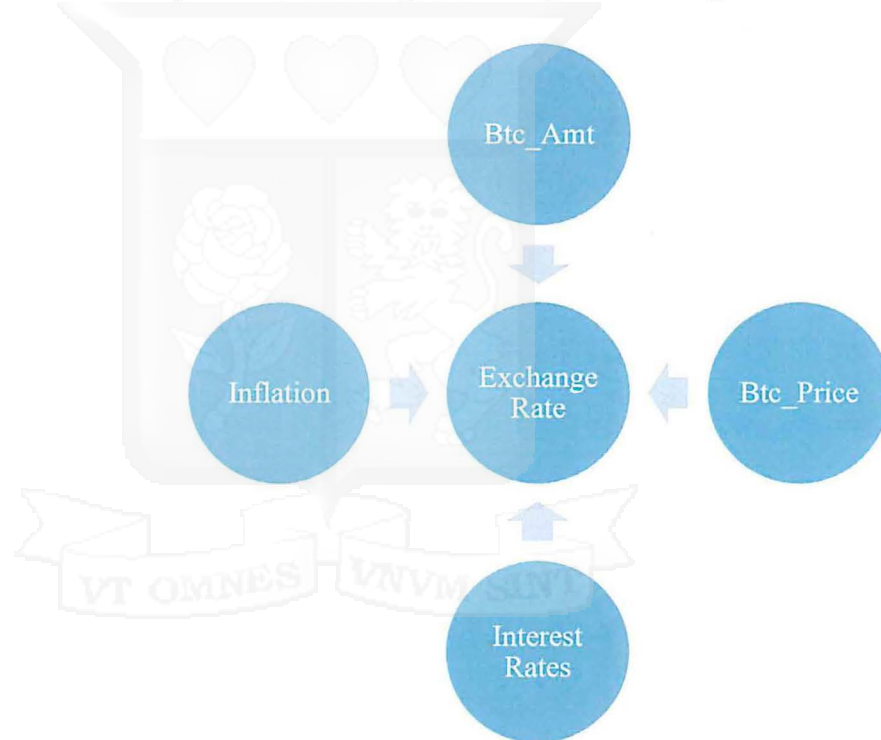 Btc_Amt
Inflation
Exchange
Rate
Btc_Price
Interest
Rates
VT OMNES VNVM SINT